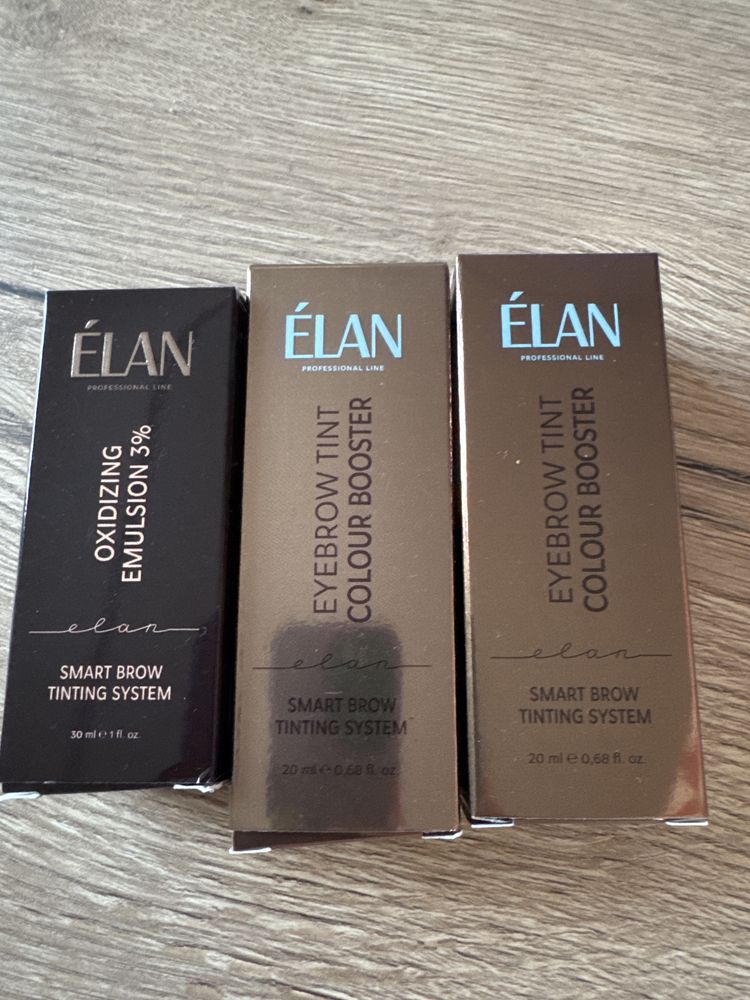 ÉLAN
PROFESSIONAL LINE
OXIDIZING
EMULSION 3%
elan
SMART BROW
TINTING SYSTEM
30 ml ℮ 1 fl. oz.
ÉLAN
PROFESSIONAL LINE
EYEBROW TINT
COLOUR BOOSTER
elan
SMART BROW
TINTING SYSTEM
20 ml ℮ 0,68 fl. oz.
ÉLAN
PROFESSIONAL LINE
EYEBROW TINT
COLOUR BOOSTER
elan
SMART BROW
TINTING SYSTEM
20 ml ℮ 0,68 fl. oz.